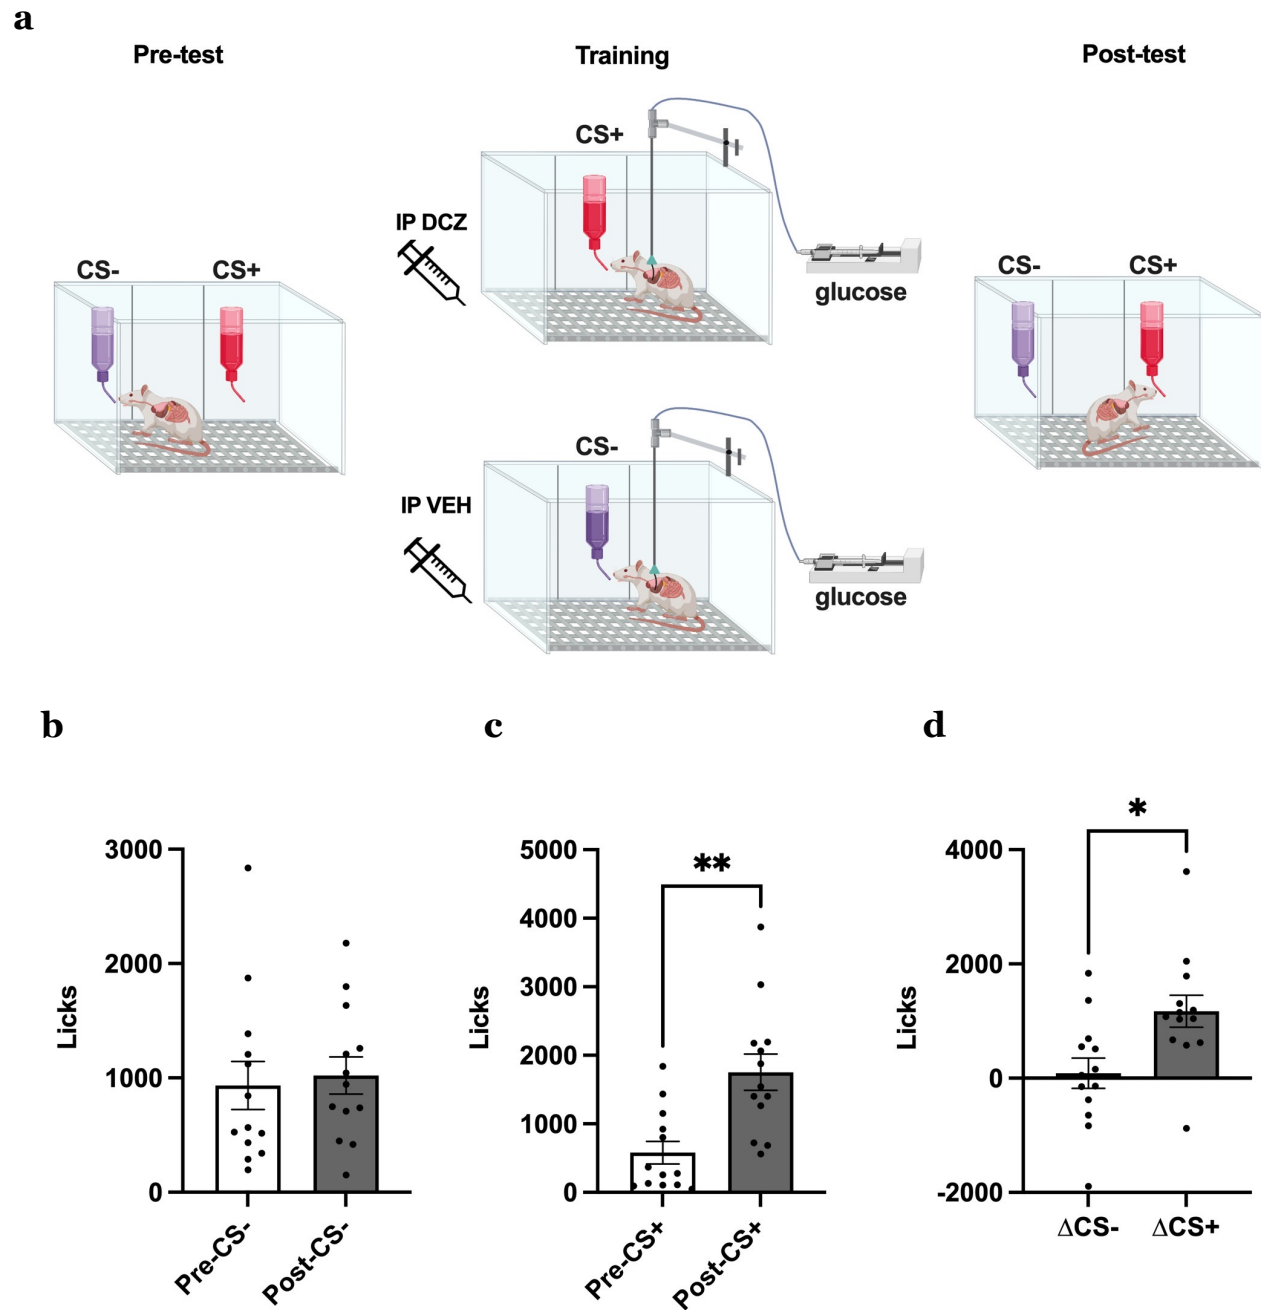 a
Pre-test
Training
Post-test
CS+
IP DCZ
glucose
CS-
CS+
CS-
CS+
CS-
IP VEH
glucose
b
c
d
3000
2000
1000
0
Licks
Pre-CS-
Post-CS-
5000
4000
3000
2000
1000
0
Licks
**
Pre-CS+
Post-CS+
4000
2000
0
-2000
Licks
*
ΔCS-
ΔCS+